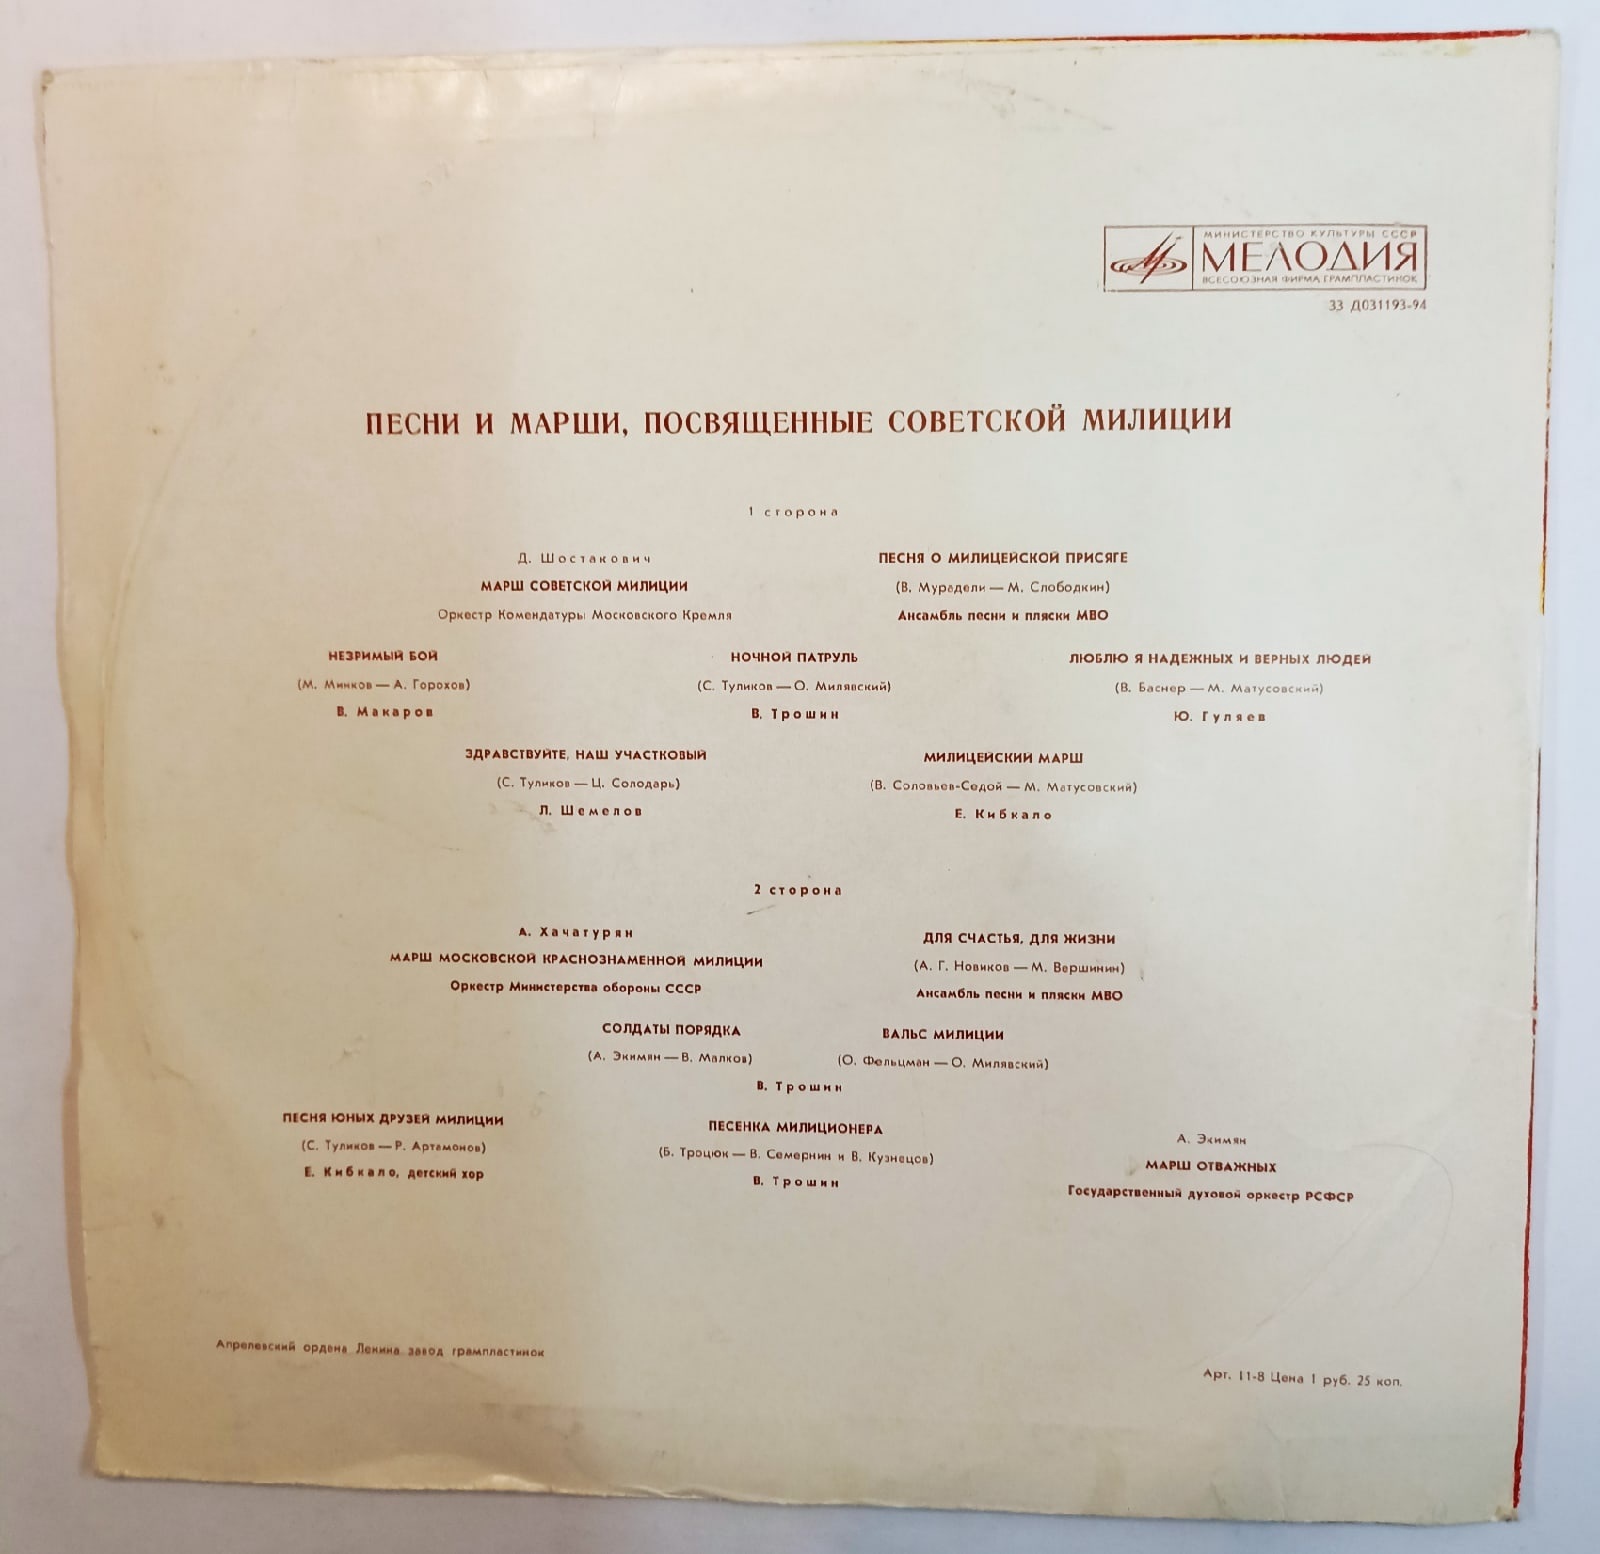 МИНИСТЕРСТВО КУЛЬТУРЫ СССР
МЕЛОДИЯ
ВСЕСОЮЗНАЯ ФИРМА ГРАМПЛАСТИНОК
33 Д031193-94
ПЕСНИ И МАРШИ, ПОСВЯЩЕННЫЕ СОВЕТСКОЙ МИЛИЦИИ
1 сторона
Д. Шостакович
МАРШ СОВЕТСКОЙ МИЛИЦИИ
Оркестр Комендатуры Московского Кремля
ПЕСНЯ О МИЛИЦЕЙСКОЙ ПРИСЯГЕ
(В. Мурадели — М. Слободкин)
Ансамбль песни и пляски МВО
НЕЗРИМЫЙ БОЙ
(М. Минков — А. Горохов)
В. Макаров
НОЧНОЙ ПАТРУЛЬ
(С. Туликов — О. Милявский)
В. Трошин
ЛЮБЛЮ Я НАДЕЖНЫХ И ВЕРНЫХ ЛЮДЕЙ
(В. Баснер — М. Матусовский)
Ю. Гуляев
ЗДРАВСТВУЙТЕ, НАШ УЧАСТКОВЫЙ
(С. Туликов — Ц. Солодарь)
Л. Шемелов
МИЛИЦЕЙСКИЙ МАРШ
(В. Соловьев-Седой — М. Матусовский)
Е. Кибкало
2 сторона
А. Хачатурян
МАРШ МОСКОВСКОЙ КРАСНОЗНАМЕННОЙ МИЛИЦИИ
Оркестр Министерства обороны СССР
ДЛЯ СЧАСТЬЯ, ДЛЯ ЖИЗНИ
(А. Г. Новиков — М. Вершинин)
Ансамбль песни и пляски МВО
СОЛДАТЫ ПОРЯДКА
(А. Экимян — В. Малков)
ВАЛЬС МИЛИЦИИ
(О. Фельцман — О. Милявский)
В. Трошин
ПЕСНЯ ЮНЫХ ДРУЗЕЙ МИЛИЦИИ
(С. Туликов — Р. Артамонов)
Е. Кибкало, детский хор
ПЕСЕНКА МИЛИЦИОНЕРА
(Б. Троцюк — В. Семернин и В. Кузнецов)
В. Трошин
А. Экимян
МАРШ ОТВАЖНЫХ
Государственный духовой оркестр РСФСР
Апрелевский ордена Ленина завод грампластинок
Арт. 11-8 Цена 1 руб. 25 коп.